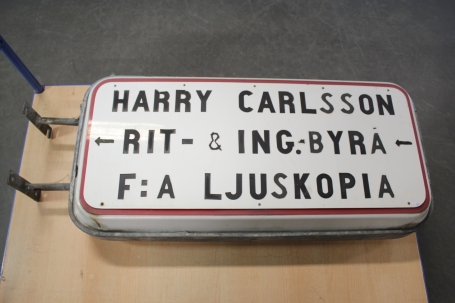 HARRY CARLSSON
← RIT- & ING.-BYRÅ ←
F:A LJUSKOPIA